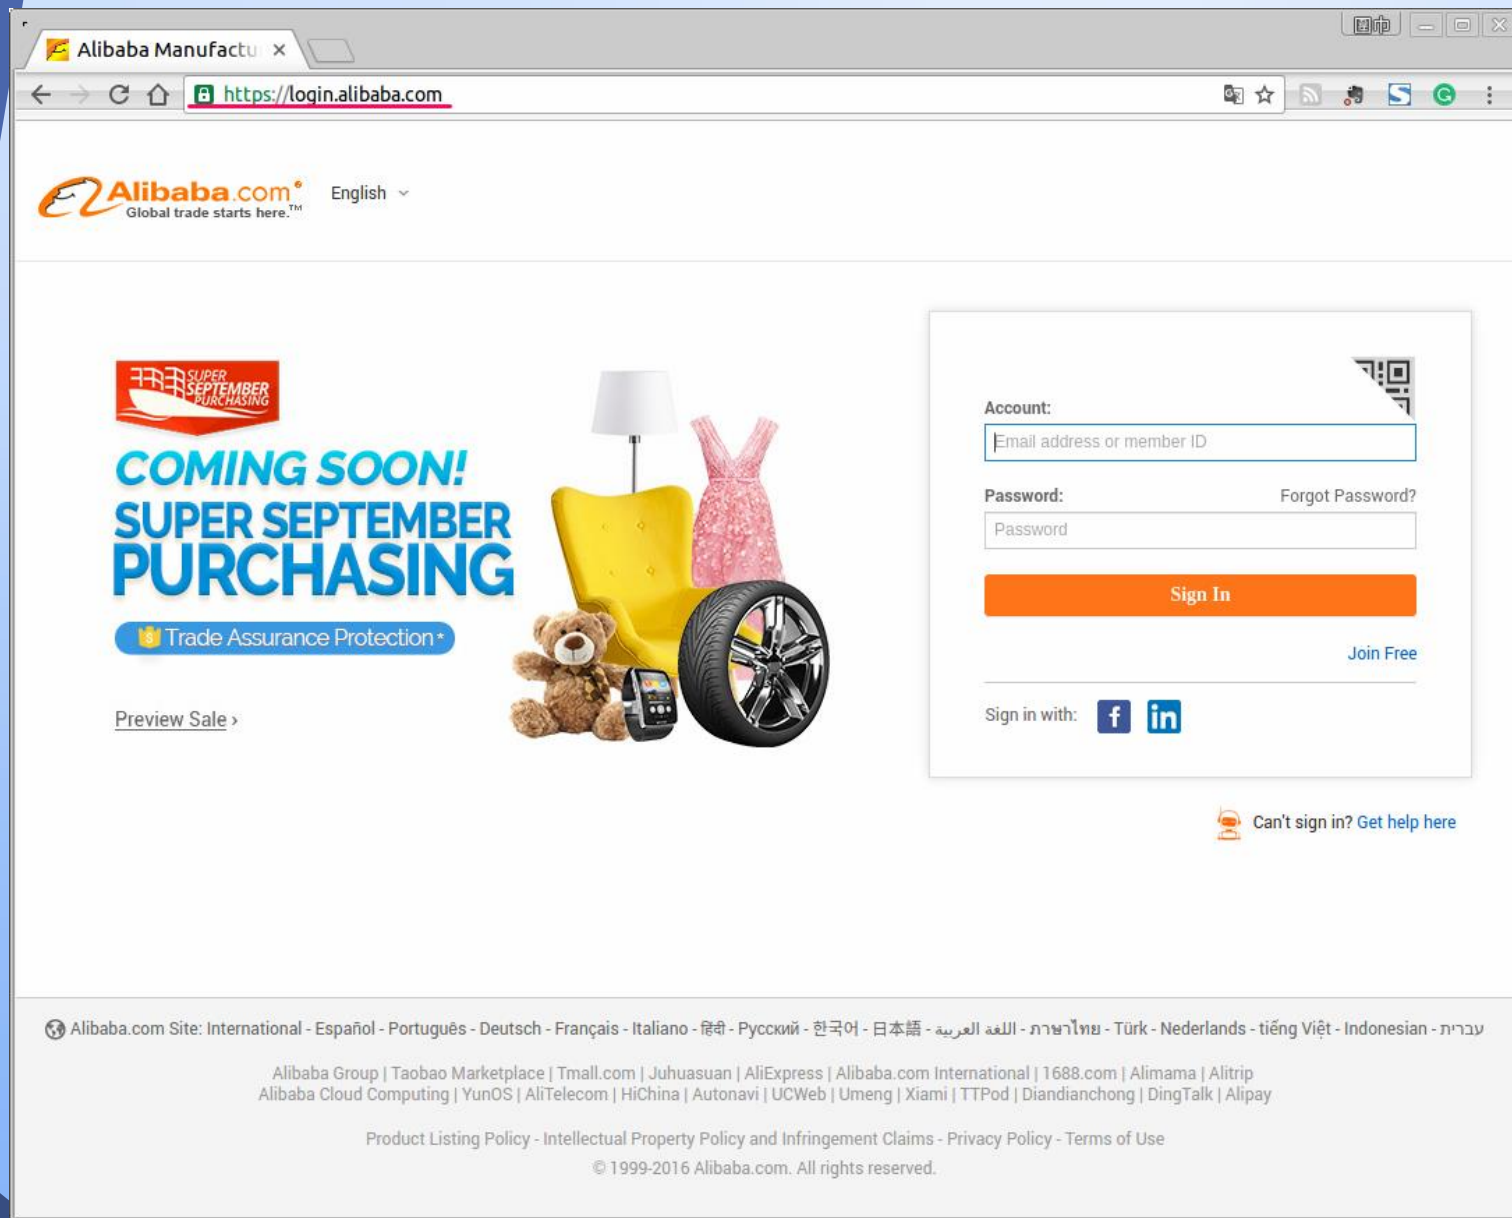 Alibaba Manufactu
https://login.alibaba.com
Alibaba.com
Global trade starts here.™
English
SUPER
SEPTEMBER
PURCHASING
COMING SOON!
SUPER SEPTEMBER
PURCHASING
Trade Assurance Protection*
Preview Sale ›
Account:
Email address or member ID
Password: Forgot Password?
Password
Sign In
Join Free
Sign in with:
Can't sign in? Get help here
Alibaba.com Site: International - Español - Português - Deutsch - Français - Italiano - हिंदी - Русский - 한국어 - 日本語 - اللغة العربية - ภาษาไทย - Türk - Nederlands - tiếng Việt - Indonesian - עברית
Alibaba Group | Taobao Marketplace | Tmall.com | Juhuasuan | AliExpress | Alibaba.com International | 1688.com | Alimama | Alitrip
Alibaba Cloud Computing | YunOS | AliTelecom | HiChina | Autonavi | UCWeb | Umeng | Xiami | TTPod | Diandianchong | DingTalk | Alipay
Product Listing Policy - Intellectual Property Policy and Infringement Claims - Privacy Policy - Terms of Use
© 1999-2016 Alibaba.com. All rights reserved.